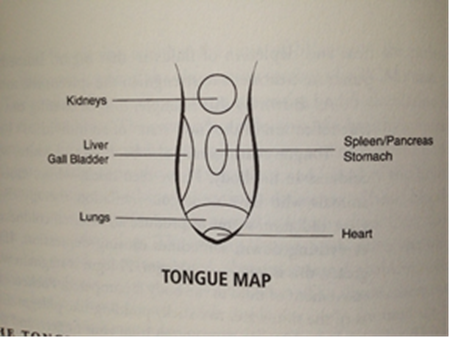 Kidneys
Liver
Gall Bladder
Spleen/Pancreas
Stomach
Lungs
Heart
TONGUE MAP